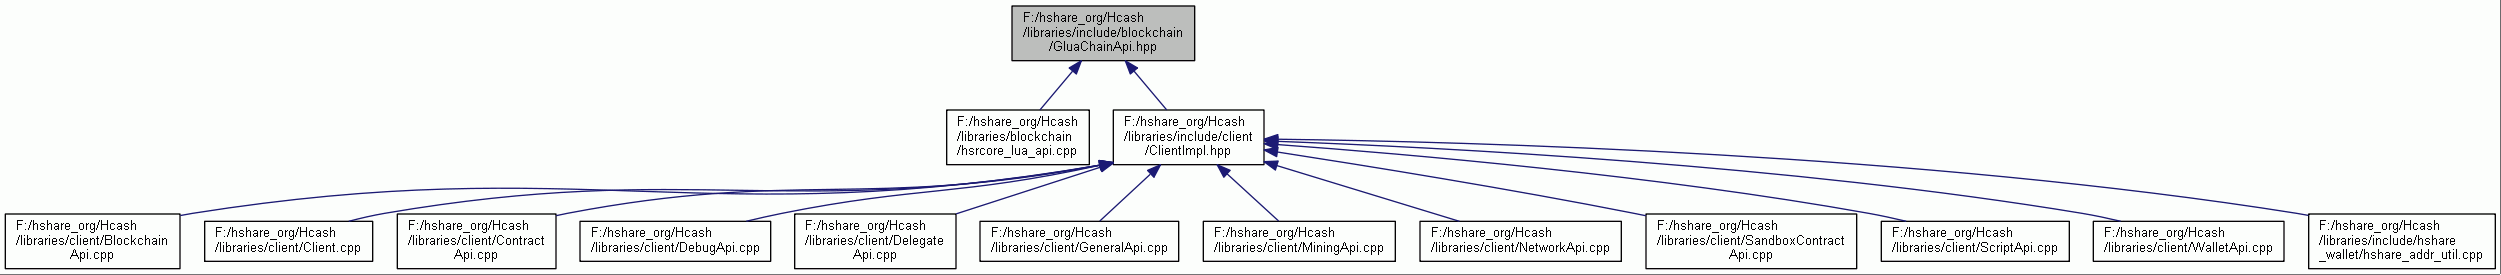 F:/hshare_org/Hcash
/libraries/include/blockchain
/GluaChainApi.hpp
F:/hshare_org/Hcash
/libraries/blockchain
/hsrcore_lua_api.cpp
F:/hshare_org/Hcash
/libraries/include/client
/ClientImpl.hpp
F:/hshare_org/Hcash
/libraries/client/Blockchain
Api.cpp
F:/hshare_org/Hcash
/libraries/client/Client.cpp
F:/hshare_org/Hcash
/libraries/client/Contract
Api.cpp
F:/hshare_org/Hcash
/libraries/client/DebugApi.cpp
F:/hshare_org/Hcash
/libraries/client/Delegate
Api.cpp
F:/hshare_org/Hcash
/libraries/client/GeneralApi.cpp
F:/hshare_org/Hcash
/libraries/client/MiningApi.cpp
F:/hshare_org/Hcash
/libraries/client/NetworkApi.cpp
F:/hshare_org/Hcash
/libraries/client/SandboxContract
Api.cpp
F:/hshare_org/Hcash
/libraries/client/ScriptApi.cpp
F:/hshare_org/Hcash
/libraries/client/WalletApi.cpp
F:/hshare_org/Hcash
/libraries/include/hshare
_wallet/hshare_addr_util.cpp